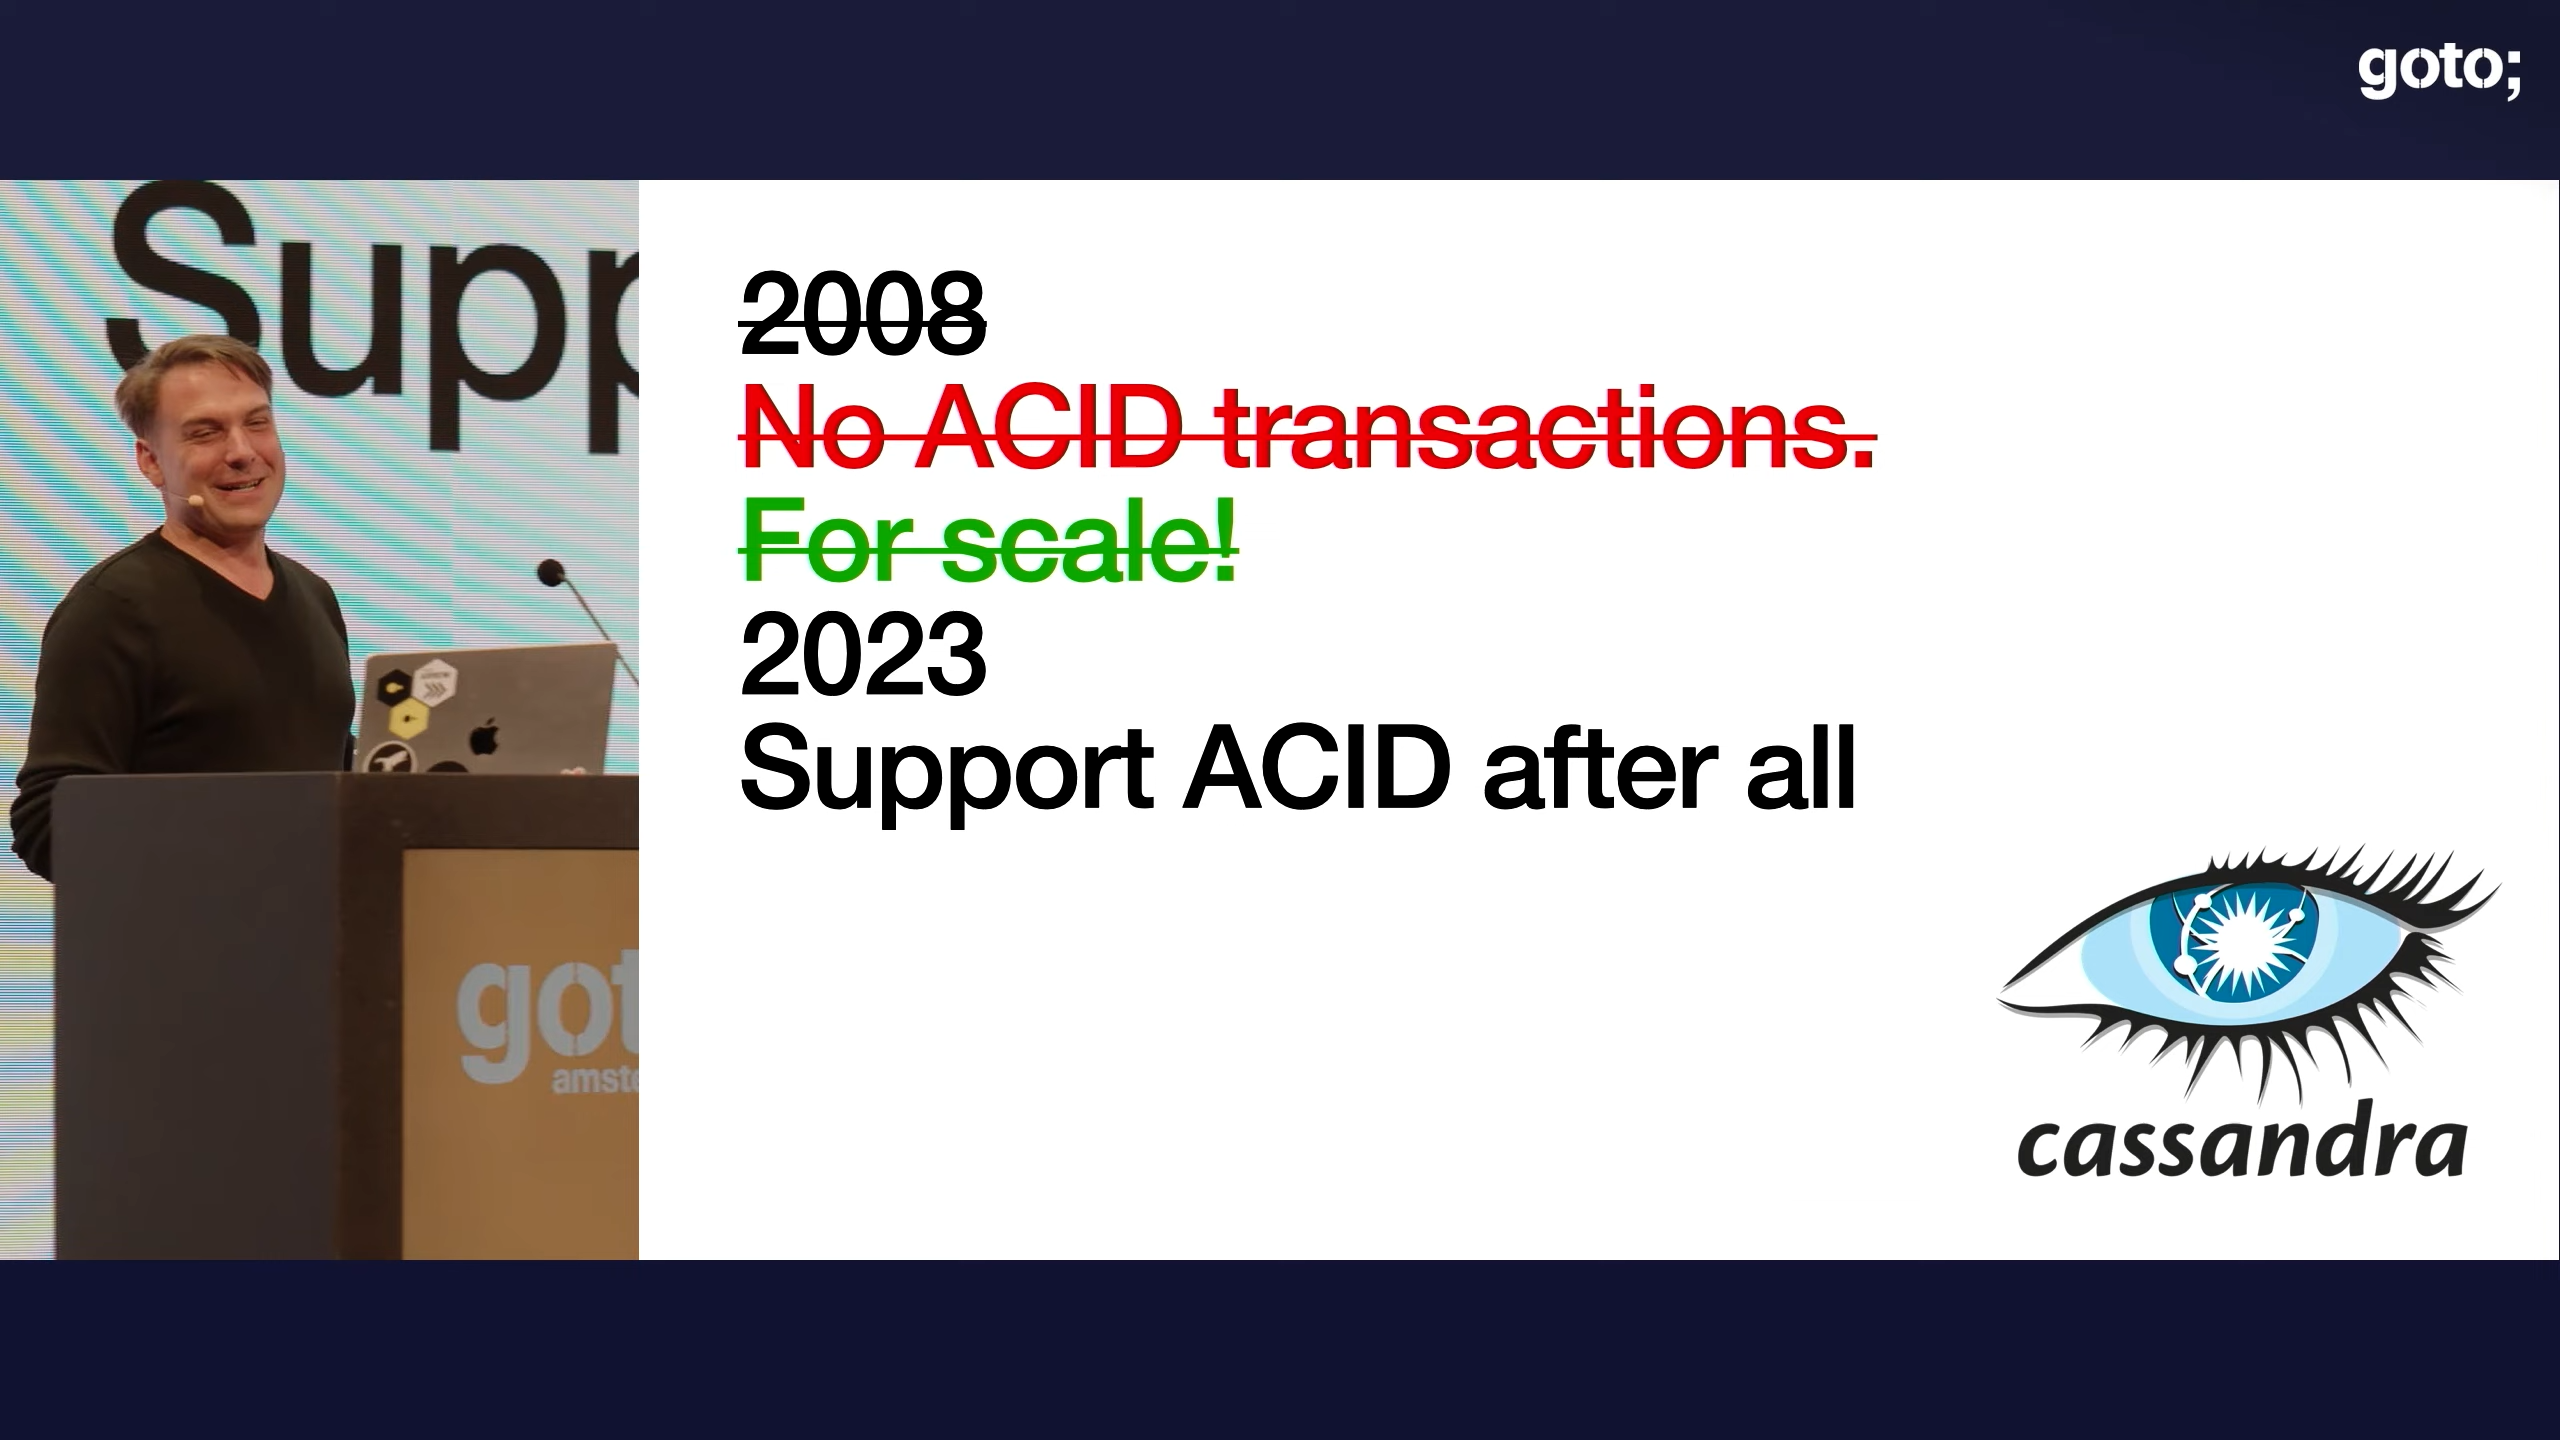 goto;
Supp
2008
No ACID transactions.
For scale!
2023
Support ACID after all
got
amste
cassandra